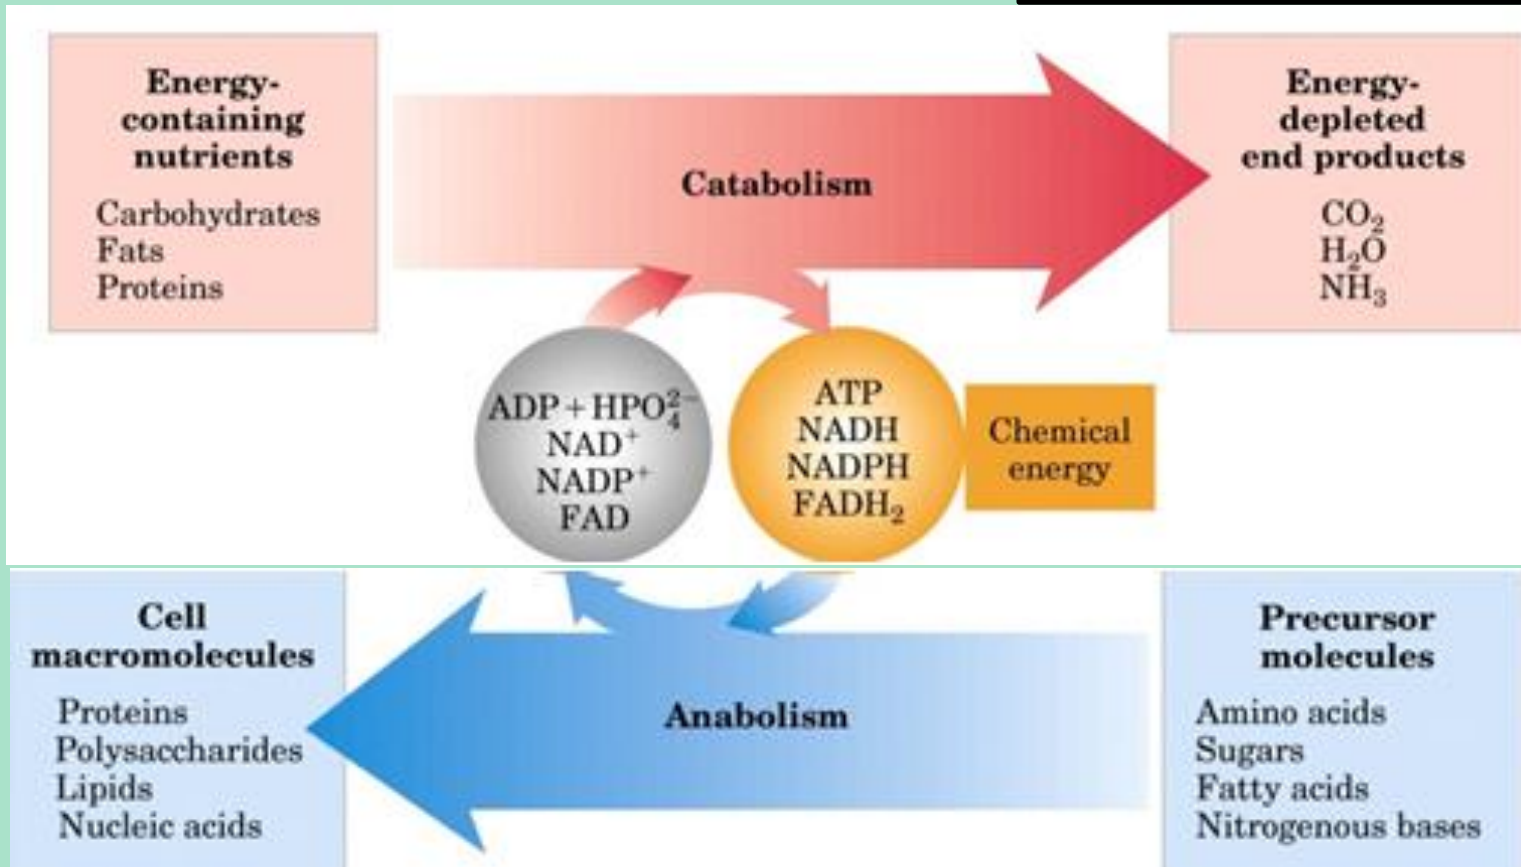 Energy-
containing
nutrients
Carbohydrates
Fats
Proteins
Catabolism
Energy-
depleted
end products
CO₂
H₂O
NH₃
ADP + HPO₄²⁻
NAD⁺
NADP⁺
FAD
ATP
NADH
NADPH
FADH₂
Chemical
energy
Cell
macromolecules
Proteins
Polysaccharides
Lipids
Nucleic acids
Anabolism
Precursor
molecules
Amino acids
Sugars
Fatty acids
Nitrogenous bases